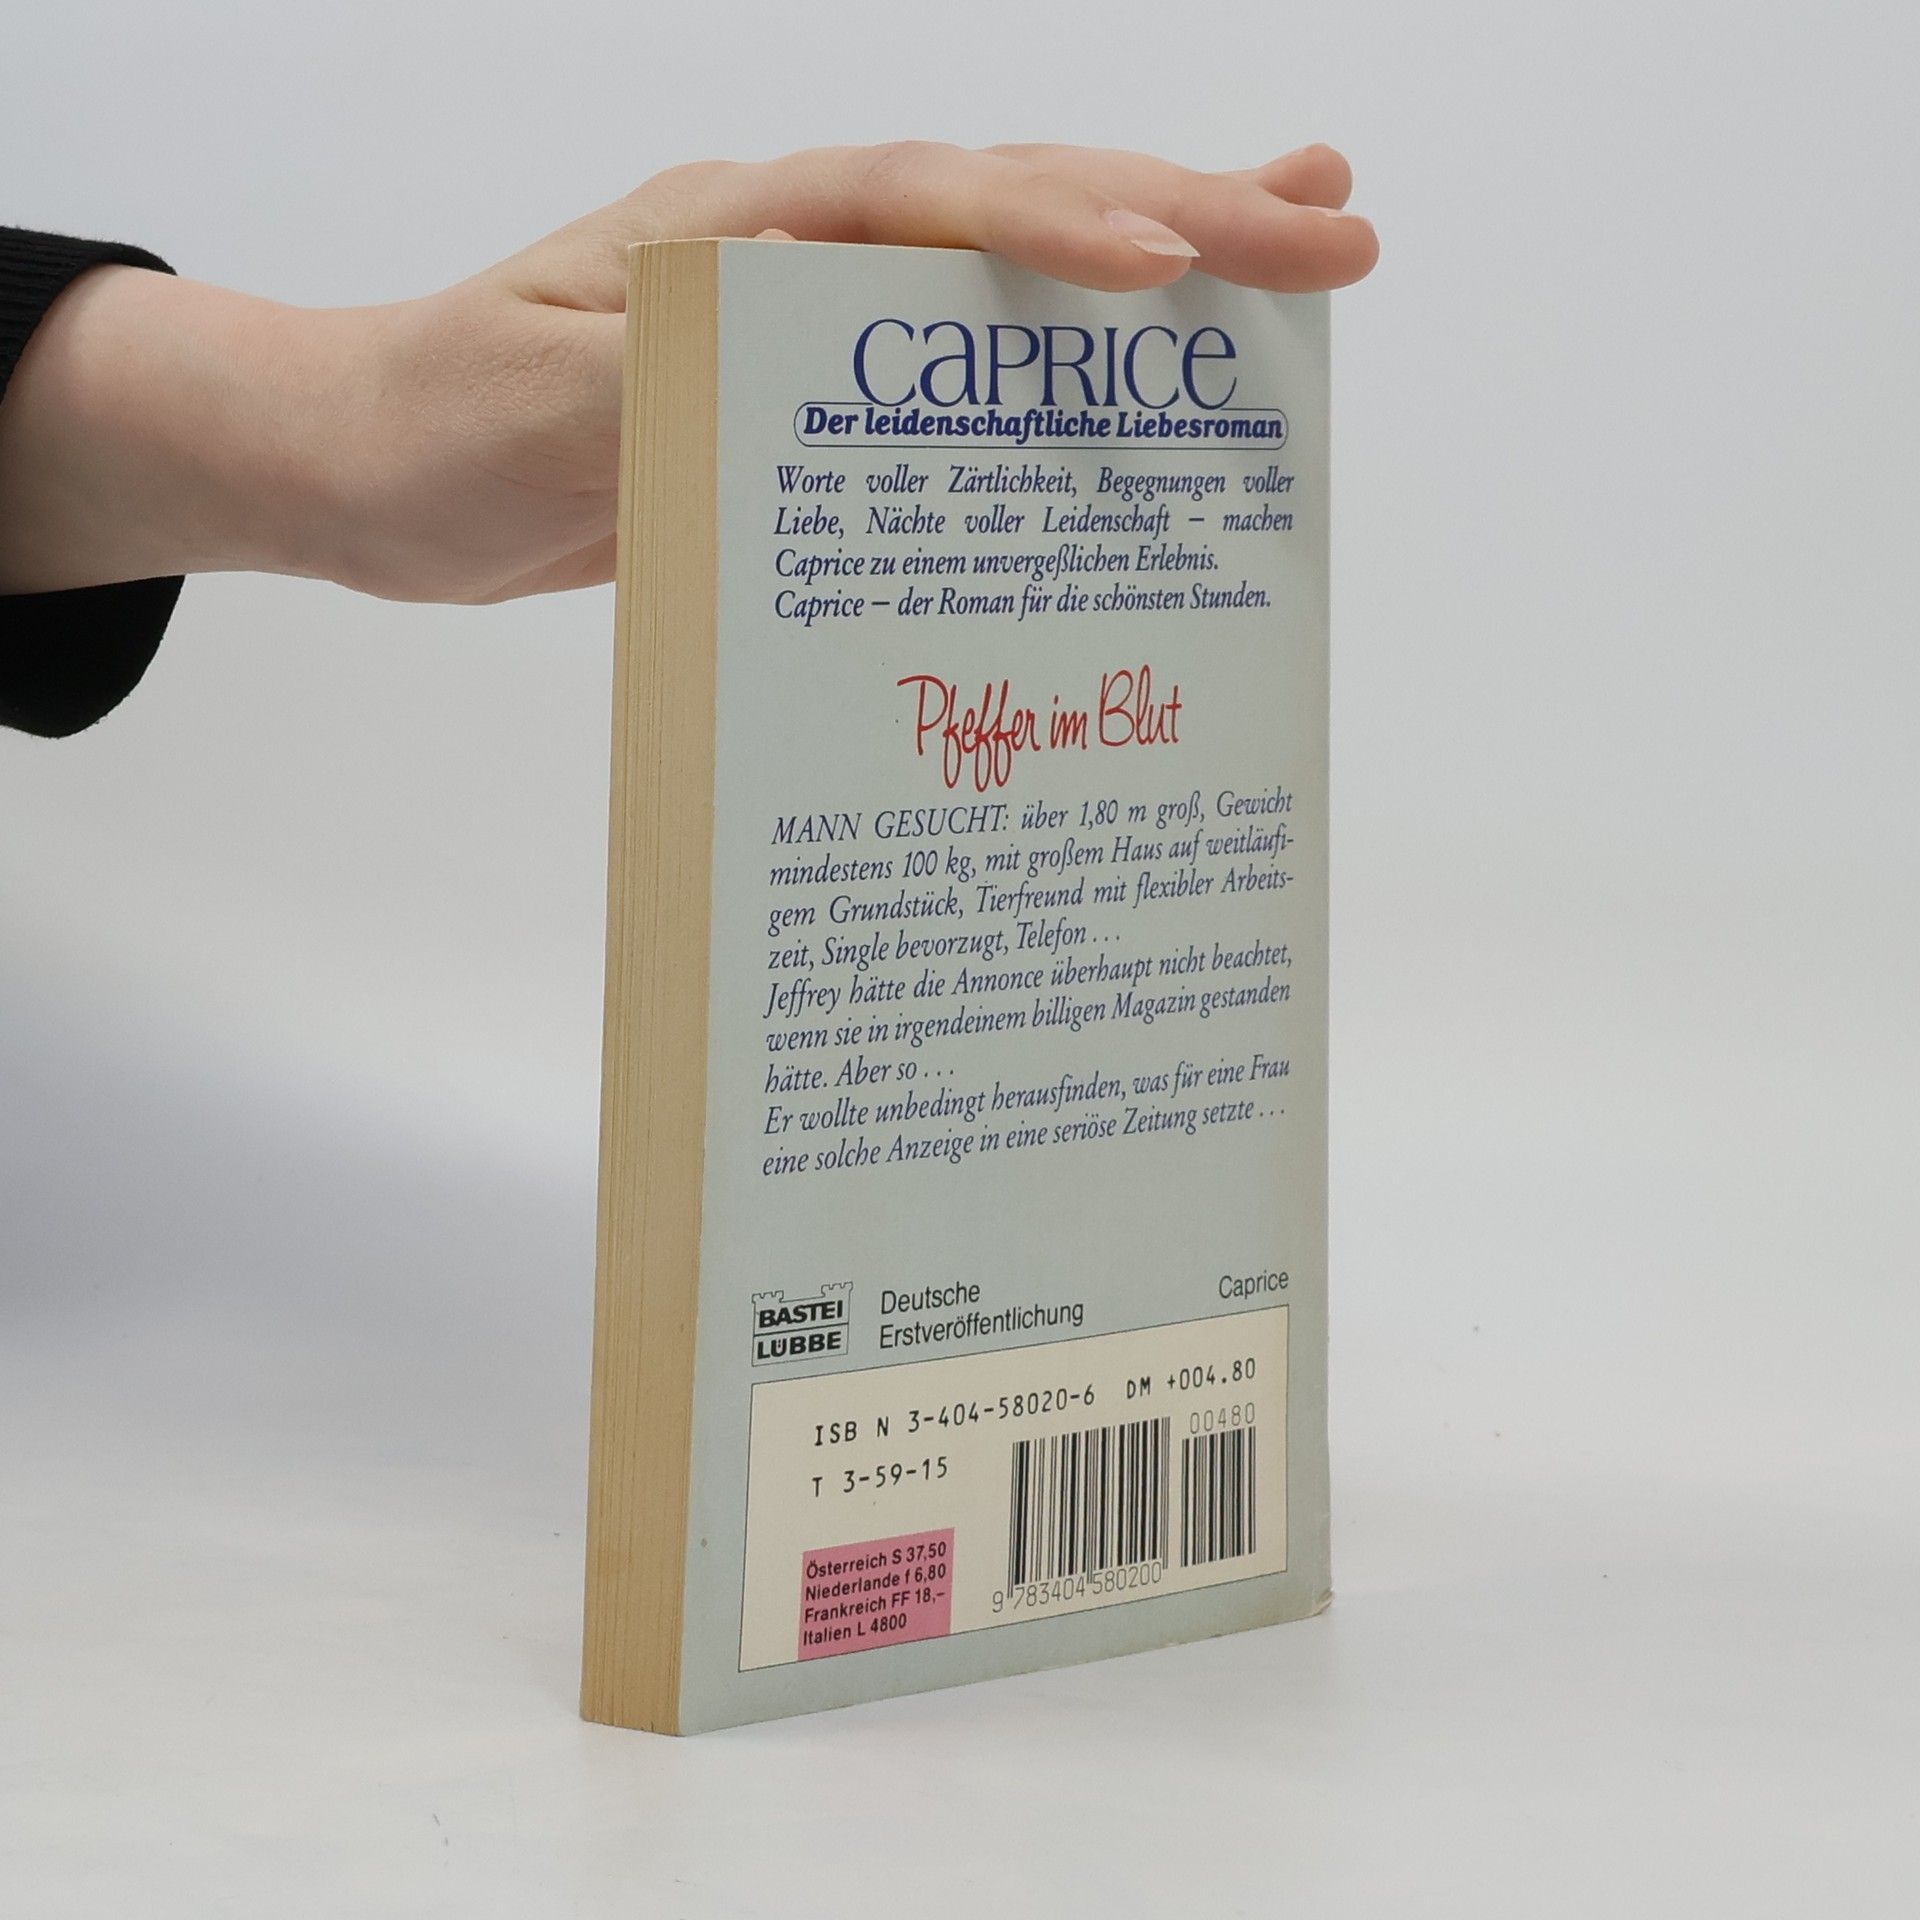 CAPRICE
Der leidenschaftliche Liebesroman
Worte voller Zärtlichkeit, Begegnungen voller
Liebe, Nächte voller Leidenschaft – machen
Caprice zu einem unvergeßlichen Erlebnis.
Caprice – der Roman für die schönsten Stunden.
Pfeffer im Blut
MANN GESUCHT: über 1,80 m groß, Gewicht
mindestens 100 kg, mit großem Haus auf weitläufi-
gem Grundstück, Tierfreund mit flexibler Arbeits-
zeit, Single bevorzugt, Telefon ...
Jeffrey hätte die Annonce überhaupt nicht beachtet,
wenn sie in irgendeinem billigen Magazin gestanden
hätte. Aber so ...
Er wollte unbedingt herausfinden, was für eine Frau
eine solche Anzeige in eine seriöse Zeitung setzte ...
BASTEI
LÜBBE
Deutsche
Erstveröffentlichung
Caprice
ISB N 3-404-58020-6 DM +004.80
00480
T 3-59-15
Österreich S 37,50
Niederlande f 6,80
Frankreich FF 18,–
Italien L 4800
9 783404 580200